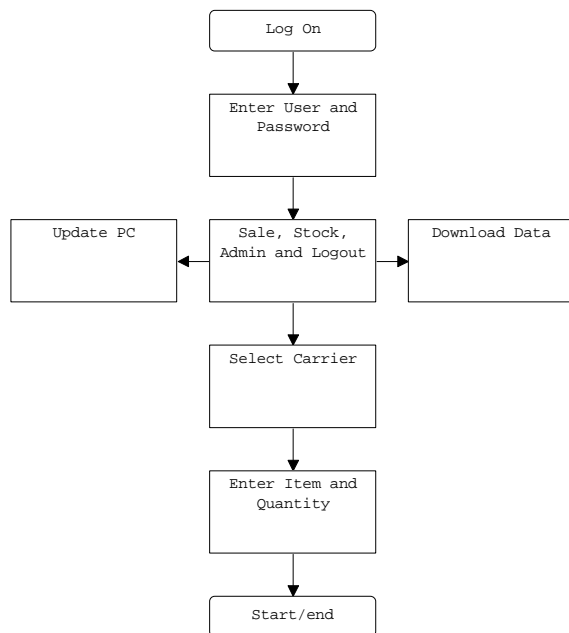 Log On
Enter User and
Password
Update PC
Sale, Stock,
Admin and Logout
Download Data
Select Carrier
Enter Item and
Quantity
Start/end